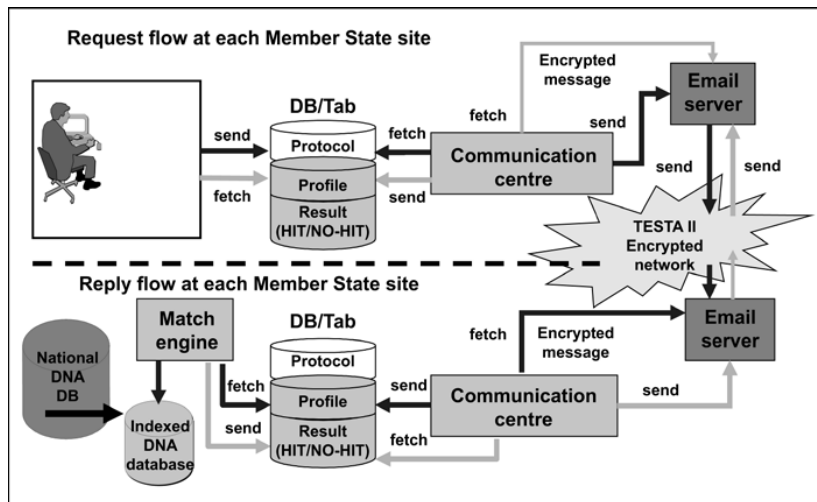 Request flow at each Member State site
Encrypted
message
Email
server
DB/Tab
fetch
send
fetch
send
Protocol
Communication
centre
send
send
Profile
fetch
send
Result
(HIT/NO-HIT)
TESTA II
Encrypted
network
Reply flow at each Member State site
Match
engine
DB/Tab
fetch
Encrypted
message
Email
server
National
DNA
DB
Protocol
fetch
send
Profile
Communication
centre
send
Indexed
DNA
database
send
Result
(HIT/NO-HIT)
fetch